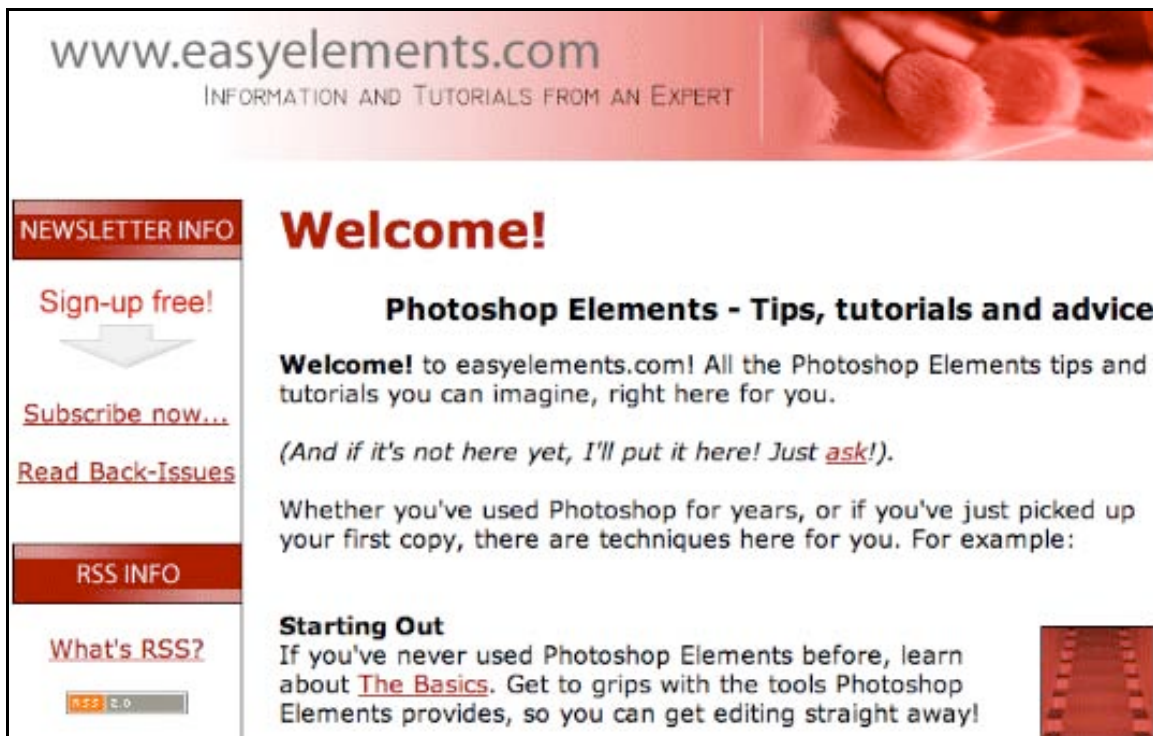 www.easyelements.com
INFORMATION AND TUTORIALS FROM AN EXPERT
NEWSLETTER INFO
Sign-up free!
Subscribe now...
Read Back-Issues
RSS INFO
What's RSS?
RSS 2.0
Welcome!
Photoshop Elements - Tips, tutorials and advice
Welcome! to easyelements.com! All the Photoshop Elements tips and
tutorials you can imagine, right here for you.
(And if it's not here yet, I'll put it here! Just ask!).
Whether you've used Photoshop for years, or if you've just picked up
your first copy, there are techniques here for you. For example:
Starting Out
If you've never used Photoshop Elements before, learn
about The Basics. Get to grips with the tools Photoshop
Elements provides, so you can get editing straight away!